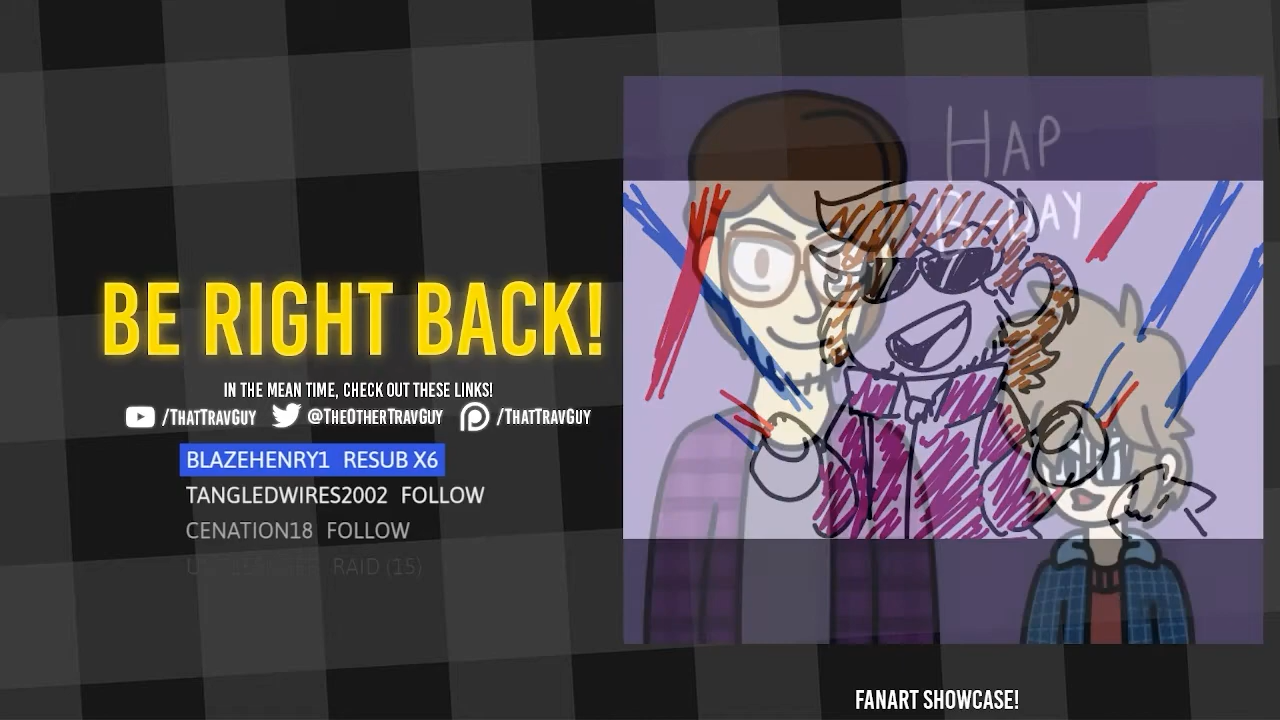 HAP
B-DAY
BE RIGHT BACK!
IN THE MEAN TIME, CHECK OUT THESE LINKS!
/THATTRAVGUY @THEOTHERTRAVGUY /THATTRAVGUY
BLAZEHENRY1 RESUB X6
TANGLEDWIRES2002 FOLLOW
CENATION18 FOLLOW
RAID (15)
FANART SHOWCASE!